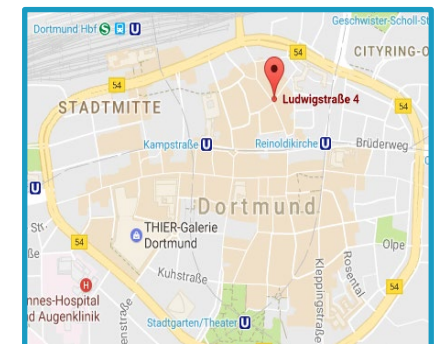 Dortmund Hbf S U
Geschwister-Scholl-St
54
CITYRING-O
54
Ludwigstraße 4
54
STADTMITTE
Kampstraße U
Reinoldikirche U
Brüderweg
U
Dortmund
THIER-Galerie
Dortmund
54
Olpe
Kuhstraße
Kleppingstraße
Rosental
54
H
nnes-Hospital
d Augenklinik
enstraße
Stadtgarten/Theater U